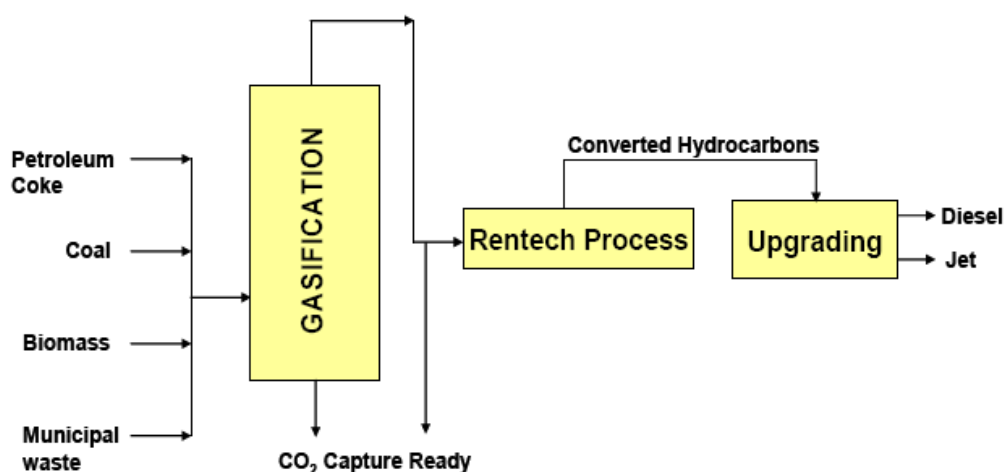 Petroleum
Coke
Coal
Biomass
Municipal
waste
GASIFICATION
CO₂ Capture Ready
Rentech Process
Converted Hydrocarbons
Upgrading
Diesel
Jet